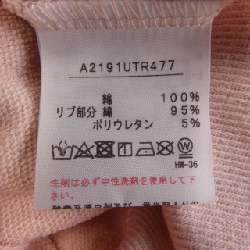 A2191UTR477
綿 100%
リブ部分 綿 95%
ポリウレタン 5%
HW-36
洗剤は必ず中性洗剤を使用して
下さい。